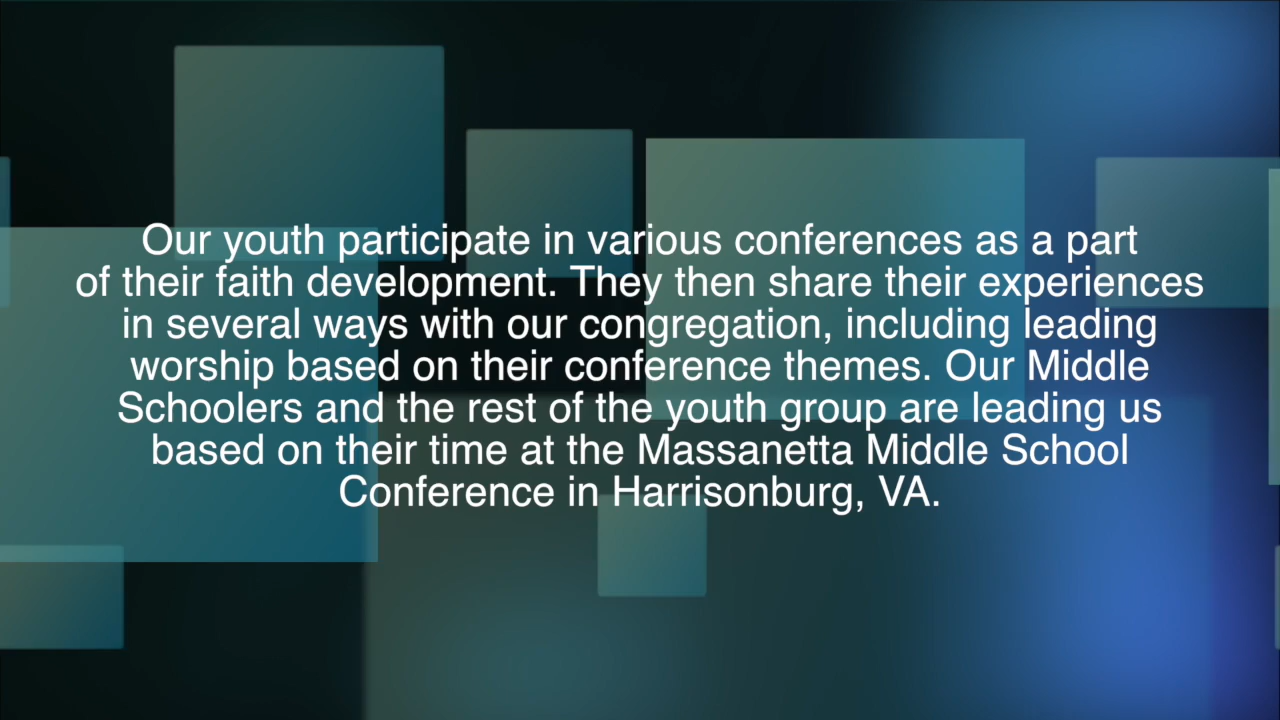 Our youth participate in various conferences as a part
of their faith development. They then share their experiences
in several ways with our congregation, including leading
worship based on their conference themes. Our Middle
Schoolers and the rest of the youth group are leading us
based on their time at the Massanetta Middle School
Conference in Harrisonburg, VA.